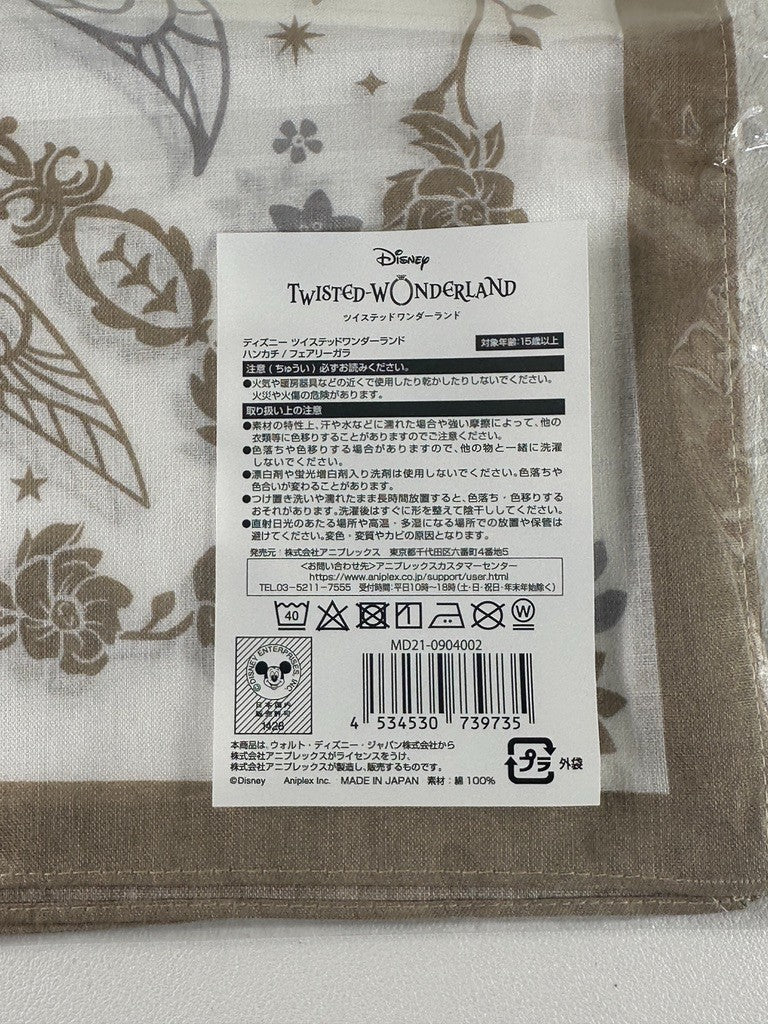 Disney
TWISTED-WONDERLAND
ツイステッドワンダーランド
ディズニー ツイステッドワンダーランド
ハンカチ / フェアリーガラ
対象年齢:15歳以上
注意 ( ちゅうい ) 必ずお読みください。
●火気や暖房器具などの近くで使用したり乾かしたりしないでください。
火災や火傷の危険があります。
取り扱い上の注意
●素材の特性上、汗や水などに濡れた場合や強い摩擦によって、他の
衣類等に色移りすることがありますのでご注意ください。
●色落ちや色移りする場合がありますので、他の物と一緒に洗濯
しないでください。
●漂白剤や蛍光増白剤入り洗剤は使用しないでください。色落ちや
色合いが変わることがあります。
●つけ置き洗いや濡れたまま長時間放置すると、色落ち・色移りする
おそれがあります。洗濯後はすぐに形を整えて陰干ししてください。
●直射日光のあたる場所や高温・多湿になる場所での放置や保管は
避けてください。変色・変質やカビの原因となります。
発売元:株式会社アニプレックス 東京都千代田区六番町4番地5
<お問い合わせ先>アニプレックスカスタマーセンター
https://www.aniplex.co.jp/support/user.html
TEL.03-5211-7555 受付時間:平日10時〜18時(土・日・祝日・年末年始除く)
40
W
MD21-0904002
DISNEY ENTERPRISES, INC.
日本国内
販売許可
1428
4 534530 739735
本商品は、ウォルト・ディズニー・ジャパン株式会社から
株式会社アニプレックスがライセンスをうけ、
株式会社アニプレックスが製造し、販売するものです。
プラ 外袋
©Disney Aniplex Inc. MADE IN JAPAN 素材:綿100%